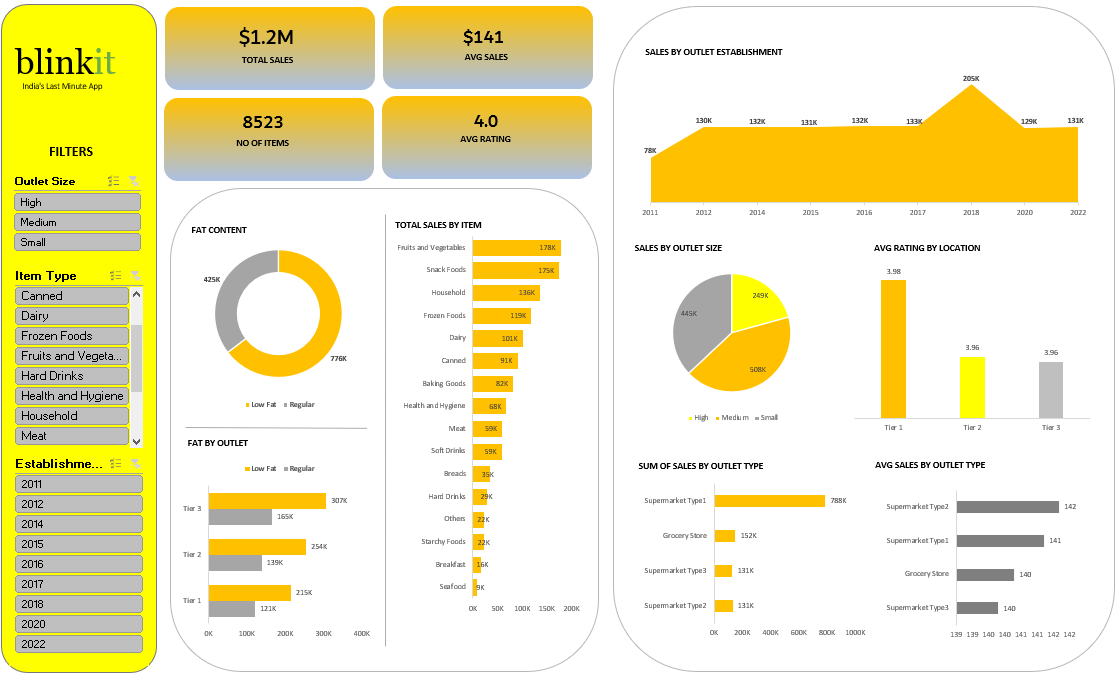 blinkit
India's Last Minute App
FILTERS
Outlet Size
High
Medium
Small
Item Type
Canned
Dairy
Frozen Foods
Fruits and Vegeta...
Hard Drinks
Health and Hygiene
Household
Meat
Establishme...
2011
2012
2014
2015
2016
2017
2018
2020
2022
$1.2M
TOTAL SALES
$141
AVG SALES
8523
NO OF ITEMS
4.0
AVG RATING
FAT CONTENT
425K
776K
Low Fat Regular
FAT BY OUTLET
Low Fat Regular
Tier 3 307K
165K
Tier 2 254K
139K
Tier 1 215K
121K
0K 100K 200K 300K 400K
TOTAL SALES BY ITEM
Fruits and Vegetables 178K
Snack Foods 175K
Household 136K
Frozen Foods 119K
Dairy 101K
Canned 91K
Baking Goods 82K
Health and Hygiene 68K
Meat 59K
Soft Drinks 59K
Breads 35K
Hard Drinks 29K
Others 22K
Starchy Foods 22K
Breakfast 16K
Seafood 9K
0K 50K 100K 150K 200K
SALES BY OUTLET ESTABLISHMENT
78K 130K 132K 131K 132K 133K 205K 129K 131K
2011 2012 2014 2015 2016 2017 2018 2020 2022
SALES BY OUTLET SIZE
249K
445K
508K
High Medium Small
AVG RATING BY LOCATION
3.98
3.96
3.96
Tier 1 Tier 2 Tier 3
SUM OF SALES BY OUTLET TYPE
Supermarket Type1 788K
Grocery Store 152K
Supermarket Type3 131K
Supermarket Type2 131K
0K 200K 400K 600K 800K 1000K
AVG SALES BY OUTLET TYPE
Supermarket Type2 142
Supermarket Type1 141
Grocery Store 140
Supermarket Type3 140
139 139 140 140 141 141 142 142